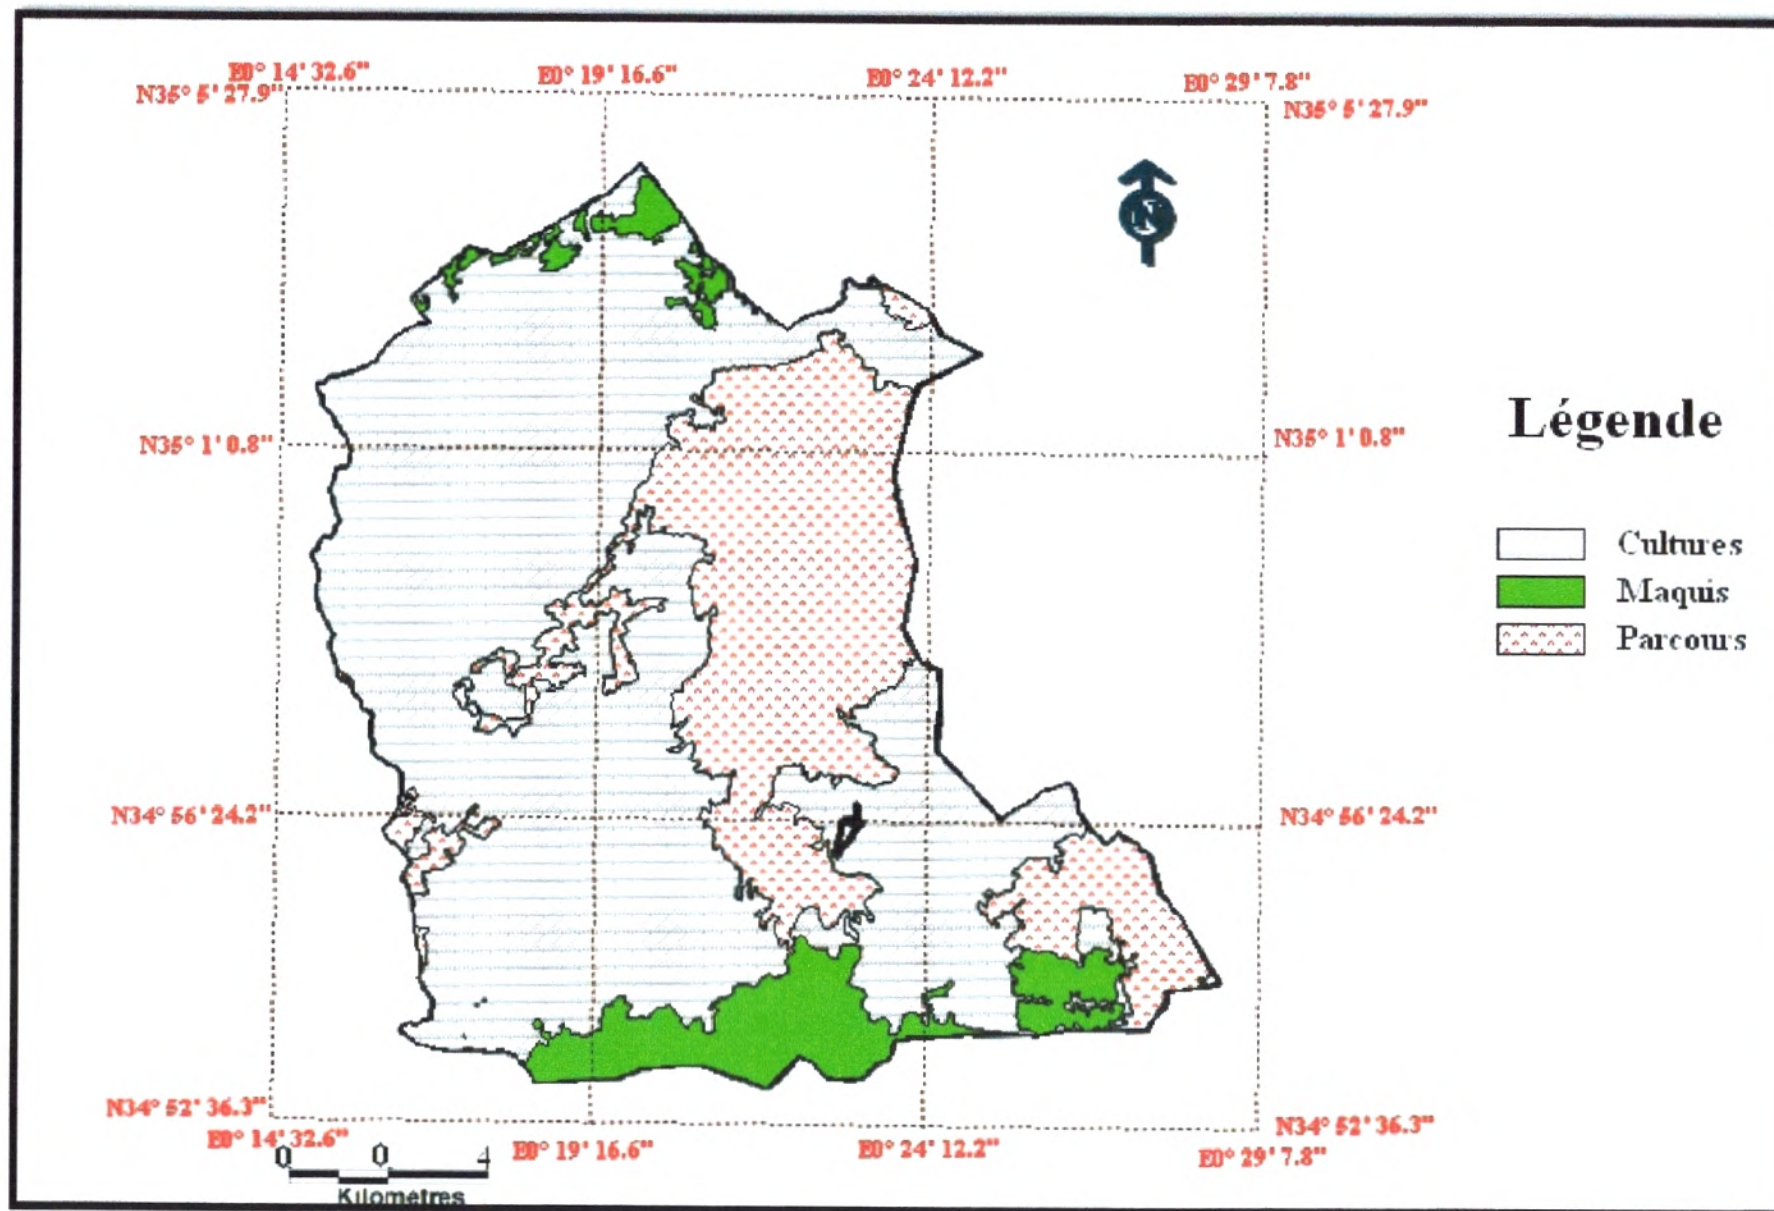 E0° 14' 32.6" E0° 19' 16.6" E0° 24' 12.2" E0° 29' 7.8"
N35° 5' 27.9" N35° 5' 27.9"
N
Légende
N35° 1' 0.8" N35° 1' 0.8"
Cultures
Maquis
Parcours
N34° 56' 24.2" N34° 56' 24.2"
N34° 52' 36.3" N34° 52' 36.3"
E0° 14' 32.6" E0° 19' 16.6" E0° 24' 12.2" E0° 29' 7.8"
0 0 4
Kilometres